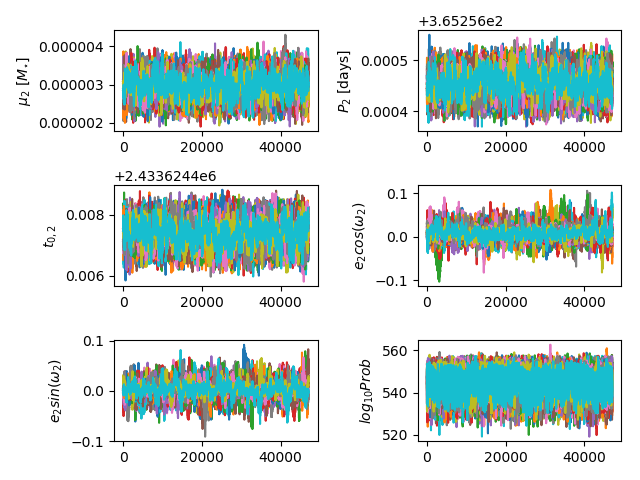 +3.65256e2
0.000004
0.000003
0.000002
μ₂ [M⋆]
0 20000 40000
0.0005
0.0004
P₂ [days]
0 20000 40000
+2.4336244e6
0.008
0.006
t₀,₂
0 20000 40000
0.1
0.0
−0.1
e₂cos(ω₂)
0 20000 40000
0.1
0.0
−0.1
e₂sin(ω₂)
0 20000 40000
560
540
520
log₁₀Prob
0 20000 40000